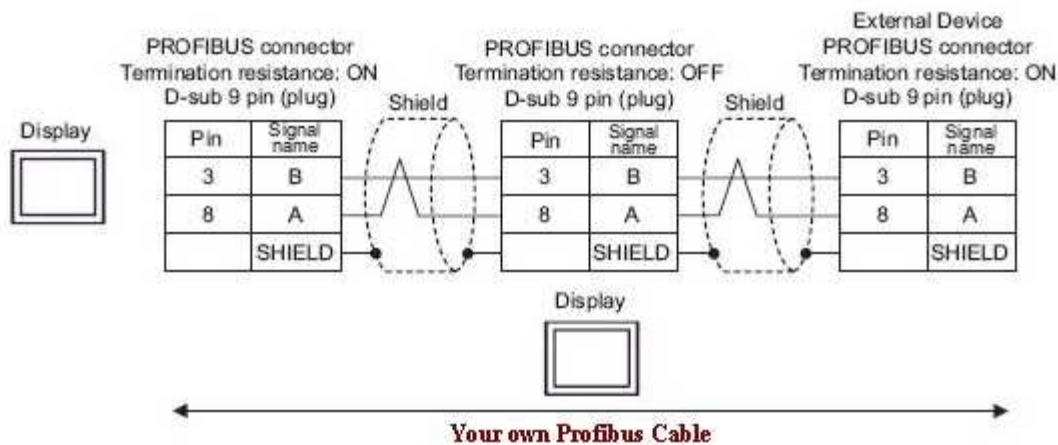 External Device
PROFIBUS connector
Termination resistance: ON
D-sub 9 pin (plug)
PROFIBUS connector
Termination resistance: OFF
D-sub 9 pin (plug)
PROFIBUS connector
Termination resistance: ON
D-sub 9 pin (plug)
Shield
Shield
Display
Pin Signal name
3 B
8 A
SHIELD
Pin Signal name
3 B
8 A
SHIELD
Pin Signal name
3 B
8 A
SHIELD
Display
Your own Profibus Cable